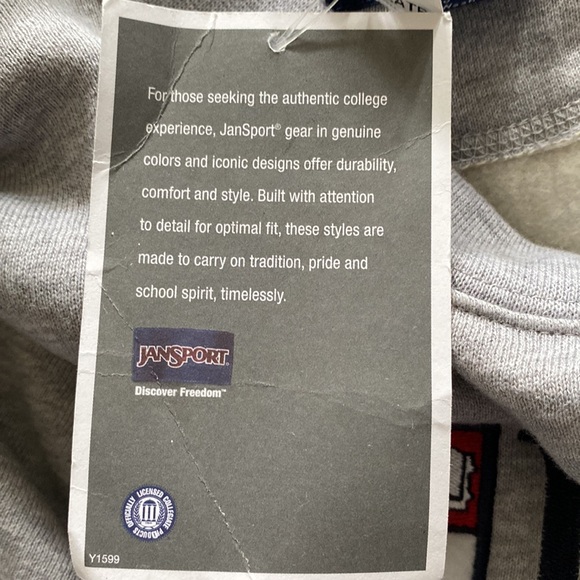 ATE
For those seeking the authentic college
experience, JanSport® gear in genuine
colors and iconic designs offer durability,
comfort and style. Built with attention
to detail for optimal fit, these styles are
made to carry on tradition, pride and
school spirit, timelessly.
JANSPORT
Discover Freedom™
OFFICIALLY LICENSED COLLEGIATE PRODUCTS
Y1599